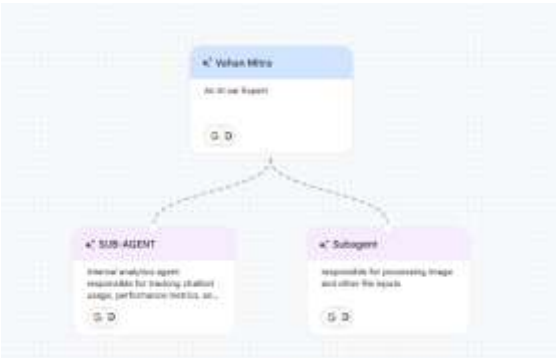 Vahan Mitra
An AI car Expert
SUB-AGENT
Internal analytics agent
responsible for tracking chatbot
usage, performance metrics, an...
Subagent
responsible for processing image
and other file inputs